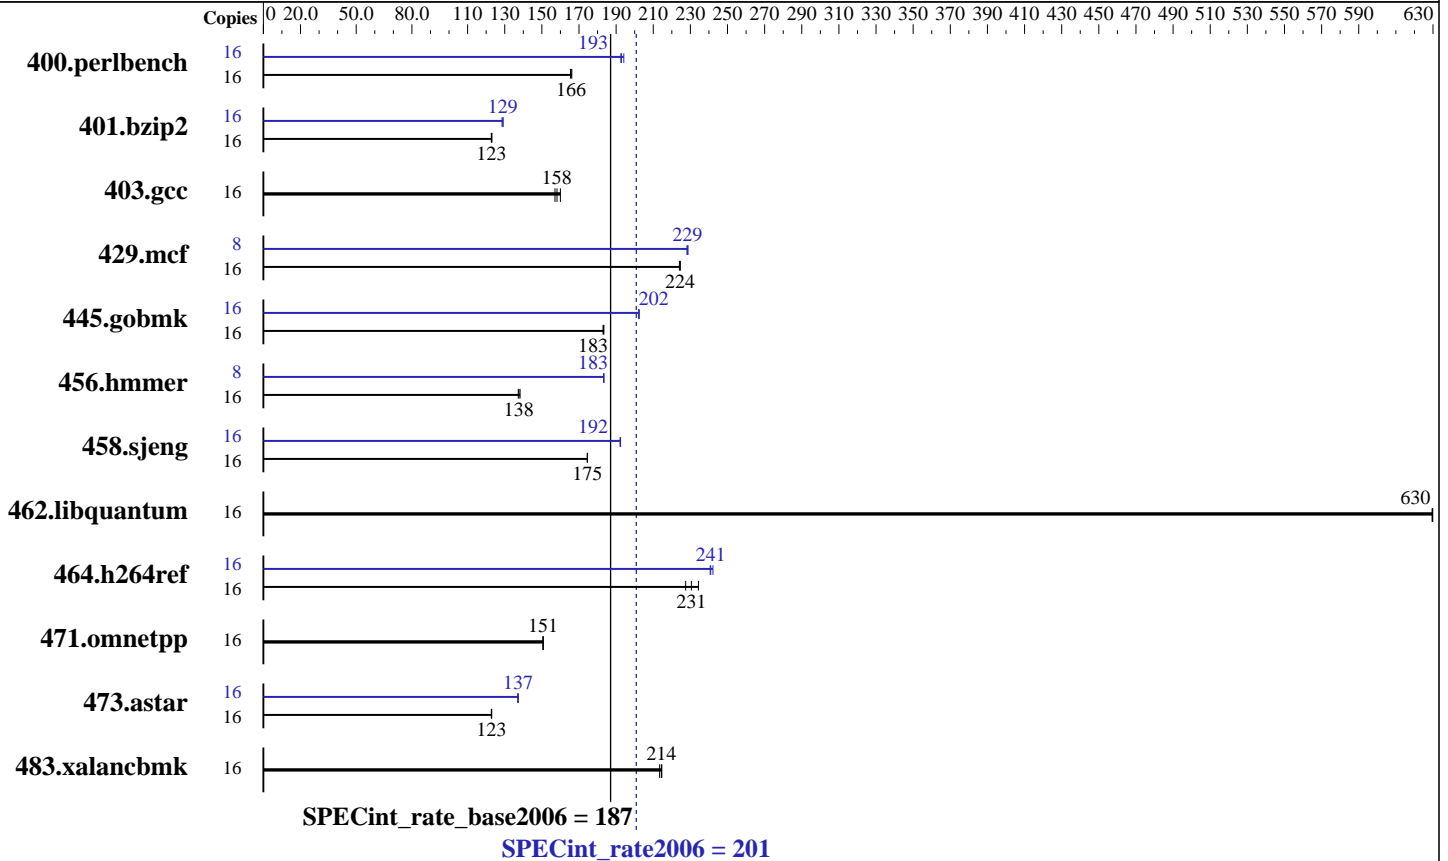 Copies 0 20.0 50.0 80.0 110 130 150 170 190 210 230 250 270 290 310 330 350 370 390 410 430 450 470 490 510 530 550 570 590 630
400.perlbench 16 193
16 166
401.bzip2 16 129
16 123
403.gcc 16 158
429.mcf 8 229
16 224
445.gobmk 16 202
16 183
456.hmmer 8 183
16 138
458.sjeng 16 192
16 175
462.libquantum 16 630
464.h264ref 16 241
16 231
471.omnetpp 16 151
473.astar 16 137
16 123
483.xalancbmk 16 214
SPECint_rate_base2006 = 187
SPECint_rate2006 = 201